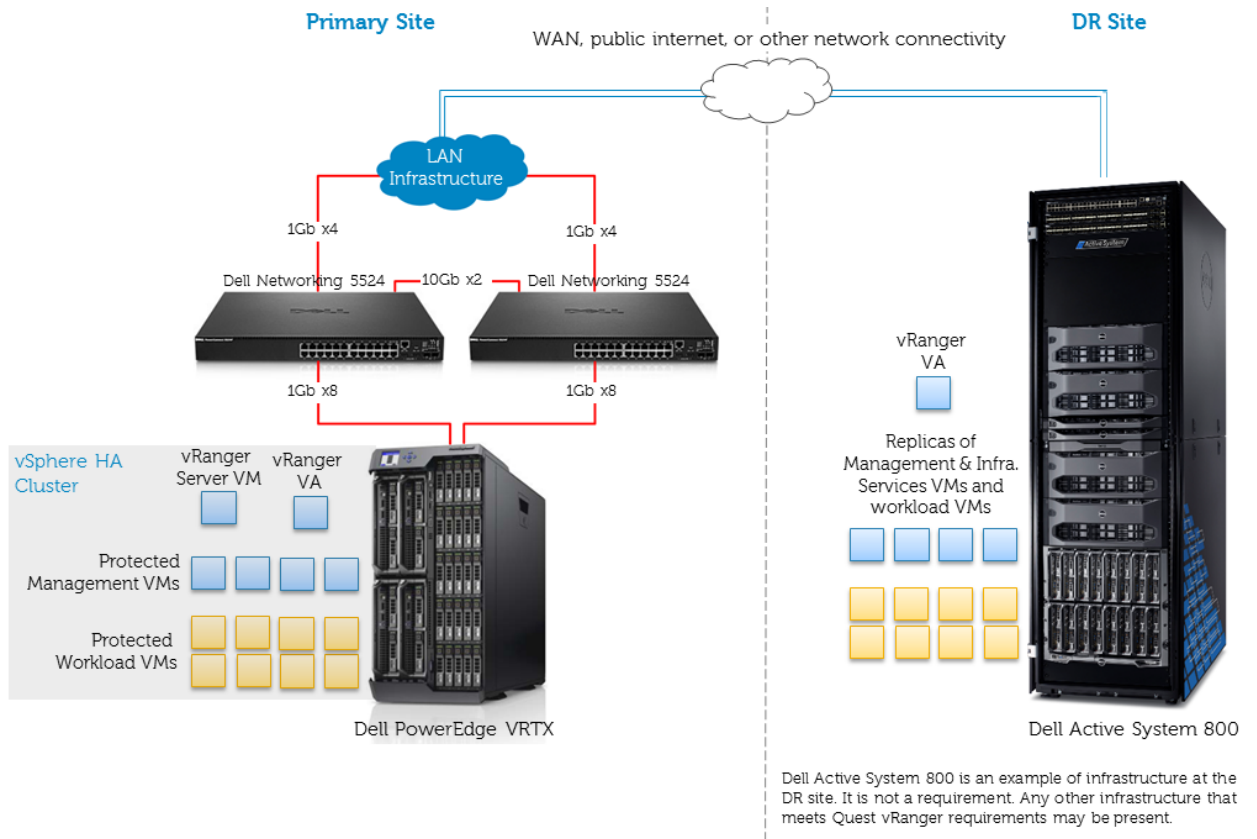 Primary Site
DR Site
WAN, public internet, or other network connectivity
LAN
Infrastructure
1Gb x4
1Gb x4
Dell Networking 5524
10Gb x2
Dell Networking 5524
DELL
1Gb x8
1Gb x8
vSphere HA
Cluster
vRanger
Server VM
vRanger
VA
Protected
Management VMs
Protected
Workload VMs
Dell PowerEdge VRTX
Active System
vRanger
VA
Replicas of
Management & Infra.
Services VMs and
workload VMs
Dell Active System 800
Dell Active System 800 is an example of infrastructure at the
DR site. It is not a requirement. Any other infrastructure that
meets Quest vRanger requirements may be present.